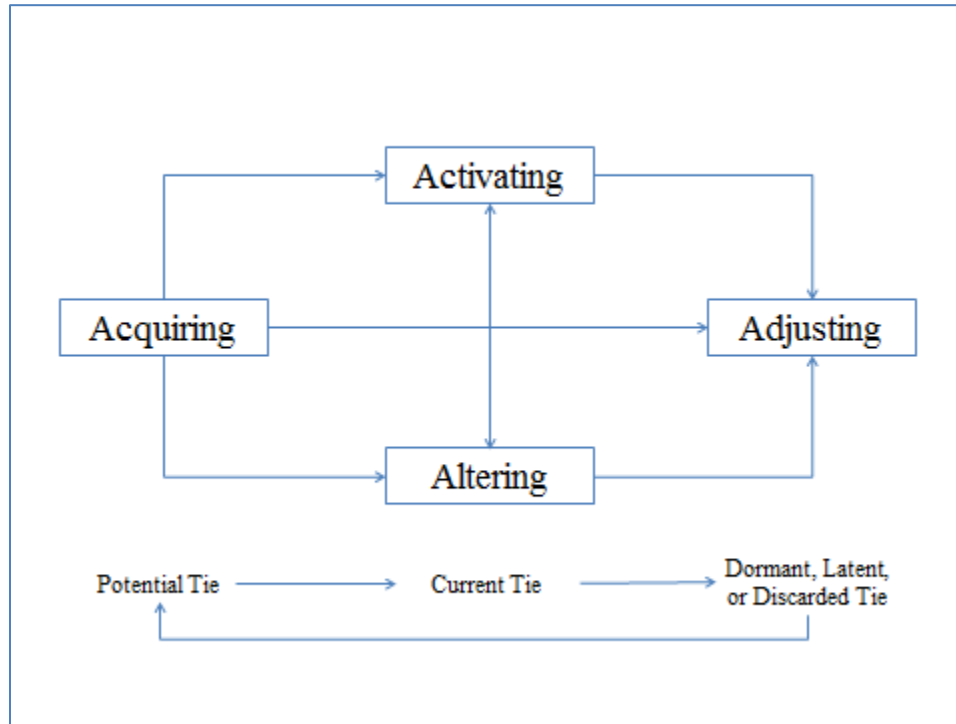 Activating
Acquiring
Adjusting
Altering
Potential Tie
Current Tie
Dormant, Latent,
or Discarded Tie